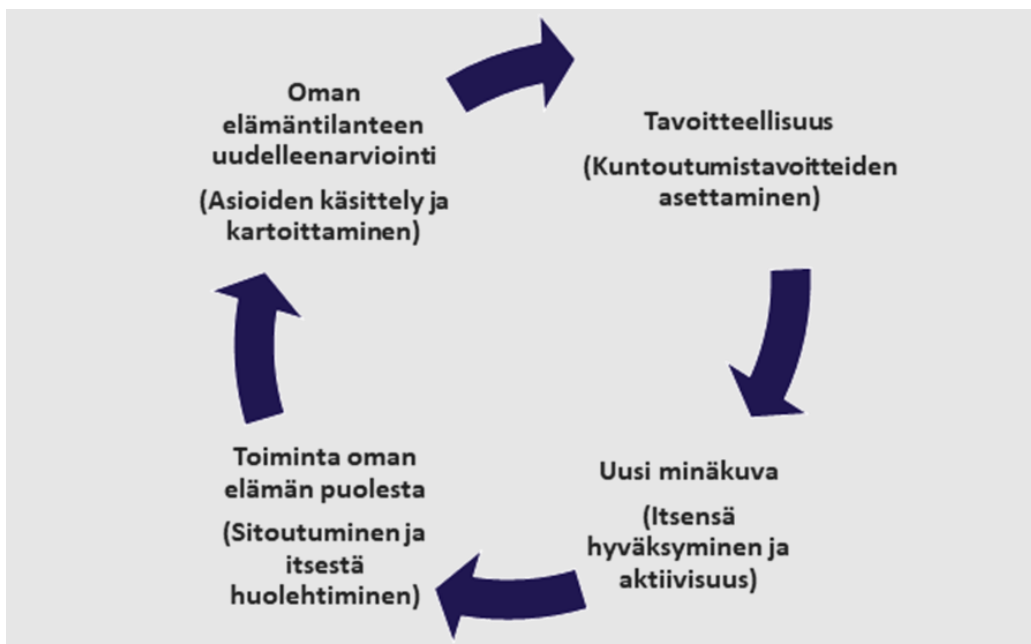 Oman
elämäntilanteen
uudelleenarviointi
(Asioiden käsittely ja
kartoittaminen)
Tavoitteellisuus
(Kuntoutumistavoitteiden
asettaminen)
Uusi minäkuva
(Itsensä
hyväksyminen ja
aktiivisuus)
Toiminta oman
elämän puolesta
(Sitoutuminen ja
itsestä
huolehtiminen)